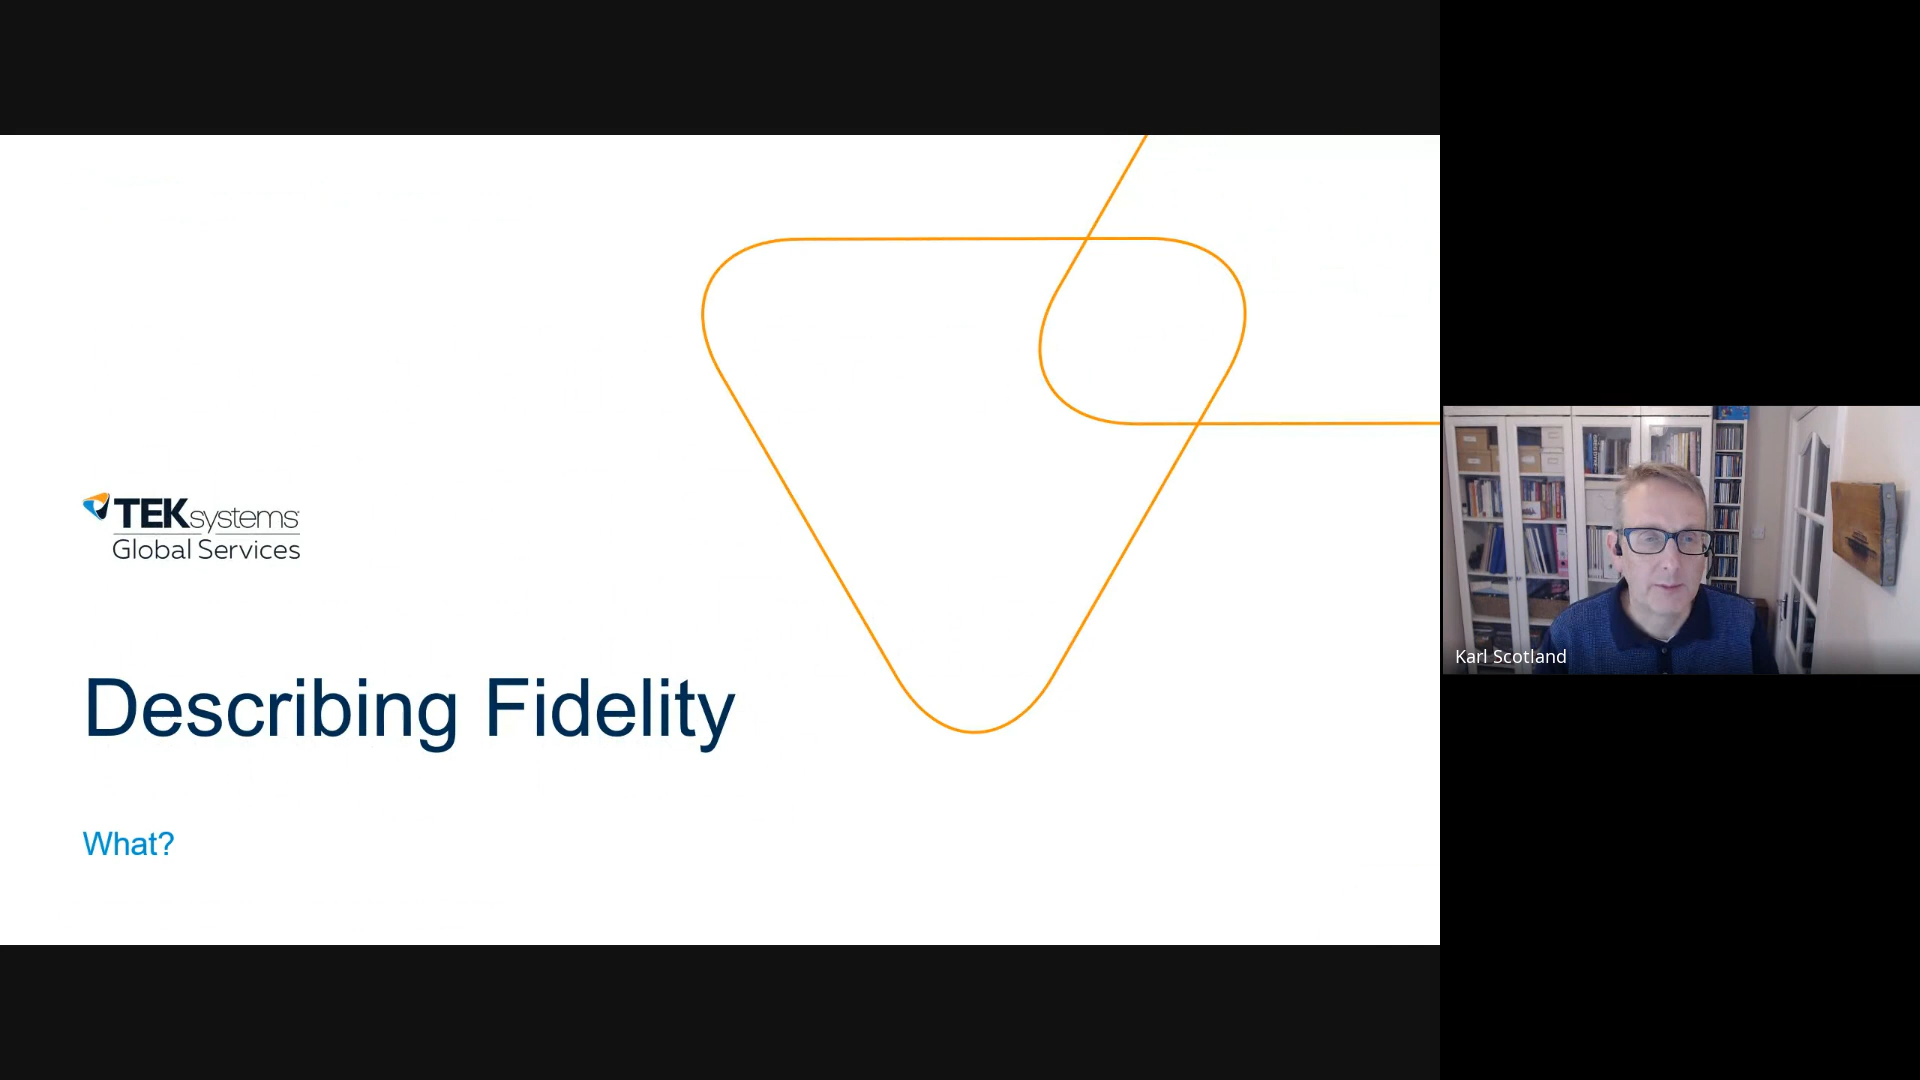 TEKsystems
Global Services
Describing Fidelity
What?
Karl Scotland